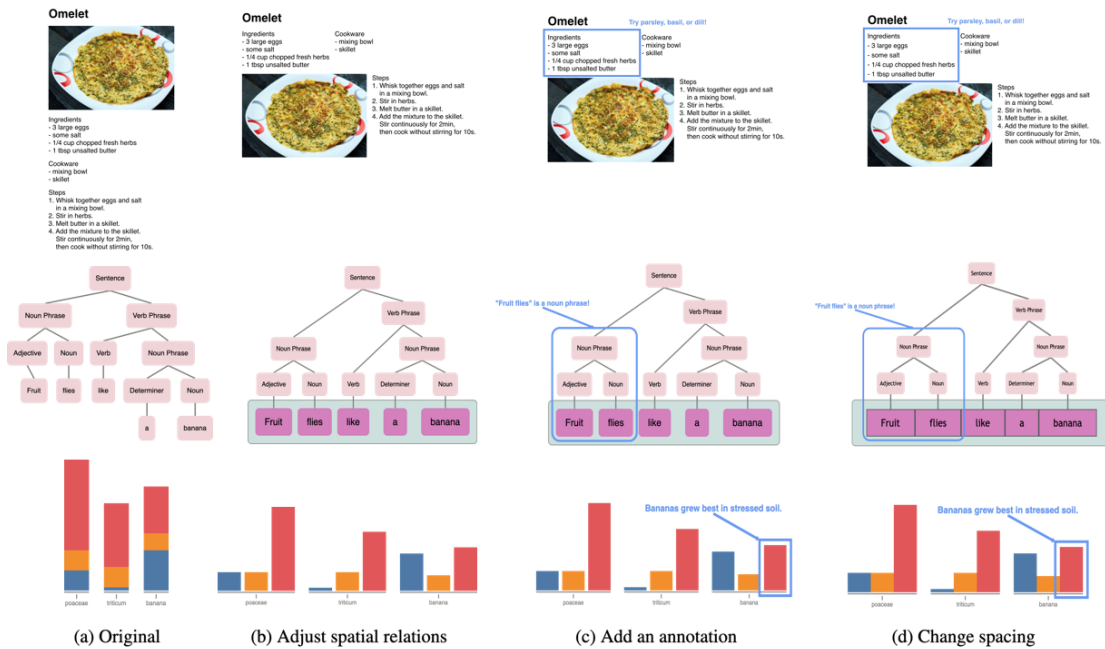 Omelet
Ingredients
- 3 large eggs
- some salt
- 1/4 cup chopped fresh herbs
- 1 tbsp unsalted butter
Cookware
- mixing bowl
- skillet
Steps
1. Whisk together eggs and salt
in a mixing bowl.
2. Stir in herbs.
3. Melt butter in a skillet.
4. Add the mixture to the skillet.
Stir continuously for 2min,
then cook without stirring for 10s.
Omelet
Ingredients
- 3 large eggs
- some salt
- 1/4 cup chopped fresh herbs
- 1 tbsp unsalted butter
Cookware
- mixing bowl
- skillet
Steps
1. Whisk together eggs and salt
in a mixing bowl.
2. Stir in herbs.
3. Melt butter in a skillet.
4. Add the mixture to the skillet.
Stir continuously for 2min,
then cook without stirring for 10s.
Omelet
Try parsley, basil, or dill!
Ingredients
- 3 large eggs
- some salt
- 1/4 cup chopped fresh herbs
- 1 tbsp unsalted butter
Cookware
- mixing bowl
- skillet
Steps
1. Whisk together eggs and salt
in a mixing bowl.
2. Stir in herbs.
3. Melt butter in a skillet.
4. Add the mixture to the skillet.
Stir continuously for 2min,
then cook without stirring for 10s.
Omelet
Try parsley, basil, or dill!
Ingredients
- 3 large eggs
- some salt
- 1/4 cup chopped fresh herbs
- 1 tbsp unsalted butter
Cookware
- mixing bowl
- skillet
Steps
1. Whisk together eggs and salt
in a mixing bowl.
2. Stir in herbs.
3. Melt butter in a skillet.
4. Add the mixture to the skillet.
Stir continuously for 2min,
then cook without stirring for 10s.
Sentence
Noun Phrase Verb Phrase
Adjective Noun Verb Noun Phrase
Fruit flies like Determiner Noun
a banana
Sentence
Verb Phrase
Noun Phrase Noun Phrase
Adjective Noun Verb Determiner Noun
Fruit flies like a banana
Sentence
"Fruit flies" is a noun phrase!
Verb Phrase
Noun Phrase Noun Phrase
Adjective Noun Verb Determiner Noun
Fruit flies like a banana
Sentence
"Fruit flies" is a noun phrase!
Verb Phrase
Noun Phrase Noun Phrase
Adjective Noun Verb Determiner Noun
Fruit flies like a banana
poaceae triticum banana
poaceae triticum banana
Bananas grew best in stressed soil.
poaceae triticum banana
Bananas grew best in stressed soil.
poaceae triticum banana
(a) Original
(b) Adjust spatial relations
(c) Add an annotation
(d) Change spacing